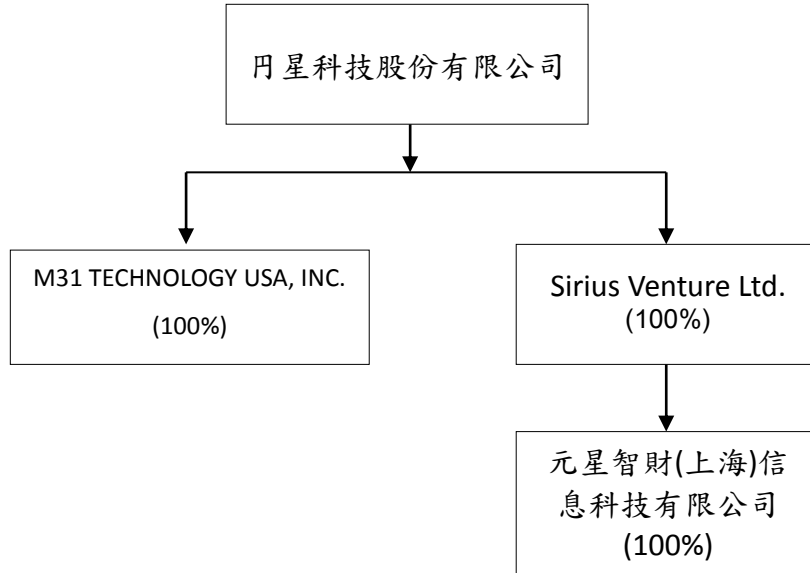 円星科技股份有限公司
M31 TECHNOLOGY USA, INC.
(100%)
Sirius Venture Ltd.
(100%)
元星智財(上海)信
息科技有限公司
(100%)